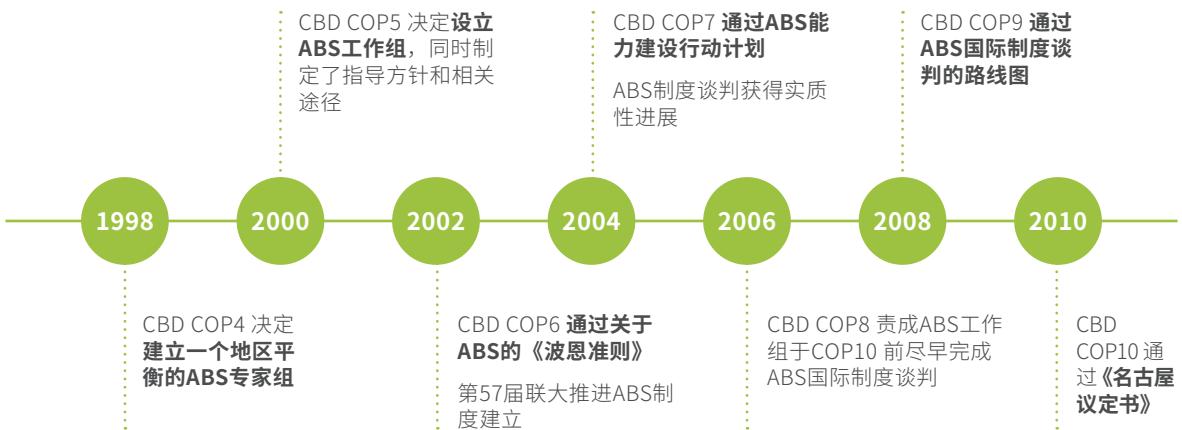 CBD COP5 决定设立
ABS工作组，同时制
定了指导方针和相关
途径
CBD COP7 通过ABS能
力建设行动计划
ABS制度谈判获得实质
性进展
CBD COP9 通过
ABS国际制度谈
判的路线图
1998
2000
2002
2004
2006
2008
2010
CBD COP4 决定
建立一个地区平
衡的ABS专家组
CBD COP6 通过关于
ABS的《波恩准则》
第57届联大推进ABS制
度建立
CBD COP8 责成ABS工作
组于COP10 前尽早完成
ABS国际制度谈判
CBD
COP10 通
过《名古屋
议定书》